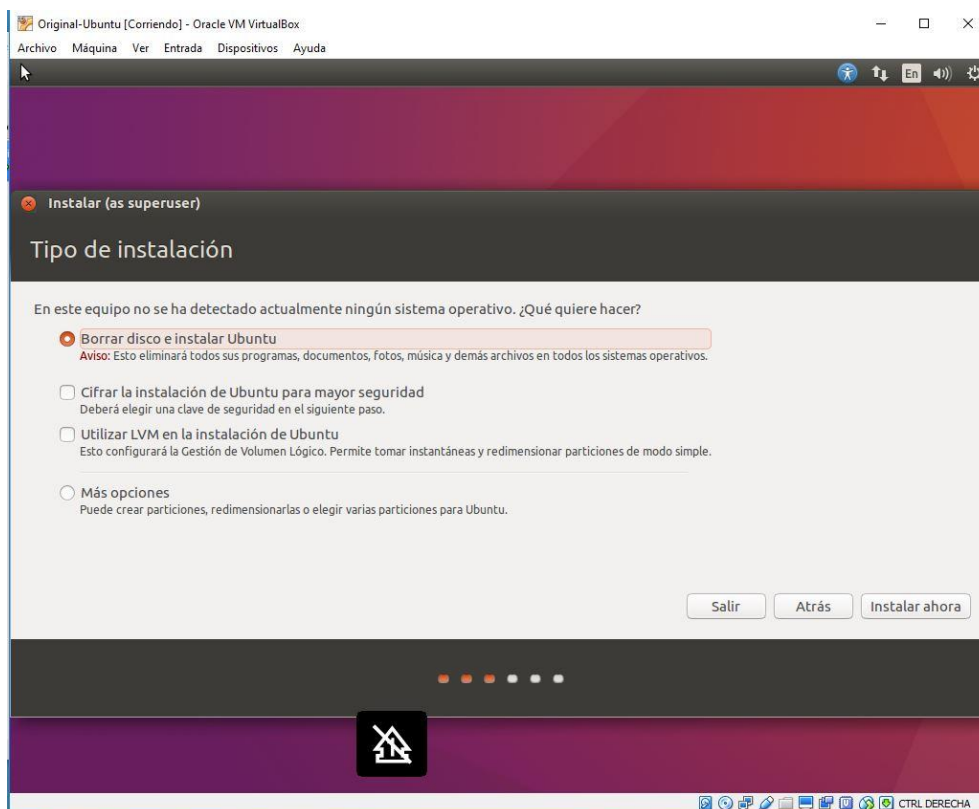 Original-Ubuntu [Corriendo] - Oracle VM VirtualBox
Archivo Máquina Ver Entrada Dispositivos Ayuda
En
Instalar (as superuser)
Tipo de instalación
En este equipo no se ha detectado actualmente ningún sistema operativo. ¿Qué quiere hacer?
Borrar disco e instalar Ubuntu
Aviso: Esto eliminará todos sus programas, documentos, fotos, música y demás archivos en todos los sistemas operativos.
Cifrar la instalación de Ubuntu para mayor seguridad
Deberá elegir una clave de seguridad en el siguiente paso.
Utilizar LVM en la instalación de Ubuntu
Esto configurará la Gestión de Volumen Lógico. Permite tomar instantáneas y redimensionar particiones de modo simple.
Más opciones
Puede crear particiones, redimensionarlas o elegir varias particiones para Ubuntu.
Salir Atrás Instalar ahora
CTRL DERECHA